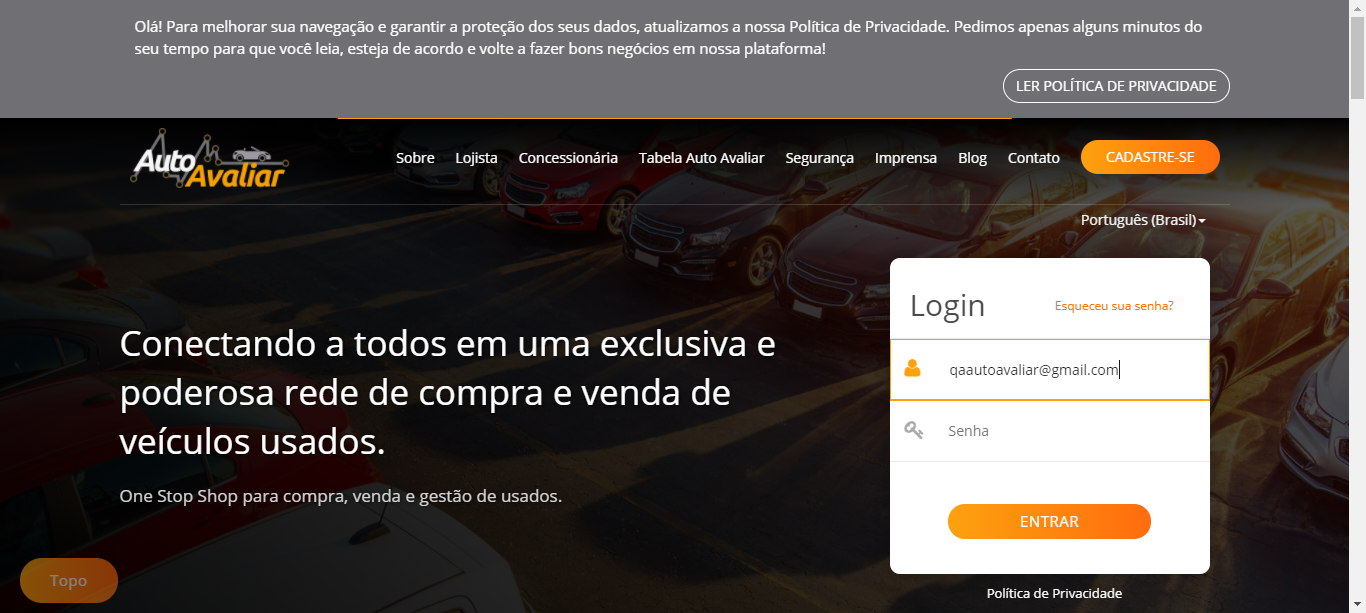 Olá! Para melhorar sua navegação e garantir a proteção dos seus dados, atualizamos a nossa Política de Privacidade. Pedimos apenas alguns minutos do
seu tempo para que você leia, esteja de acordo e volte a fazer bons negócios em nossa plataforma!
LER POLÍTICA DE PRIVACIDADE
Auto Avaliar
Sobre Lojista Concessionária Tabela Auto Avaliar Segurança Imprensa Blog Contato CADASTRE-SE
Português (Brasil)
Login Esqueceu sua senha?
qaautoavaliar@gmail.com
Senha
ENTRAR
Política de Privacidade
Conectando a todos em uma exclusiva e
poderosa rede de compra e venda de
veículos usados.
One Stop Shop para compra, venda e gestão de usados.
Topo